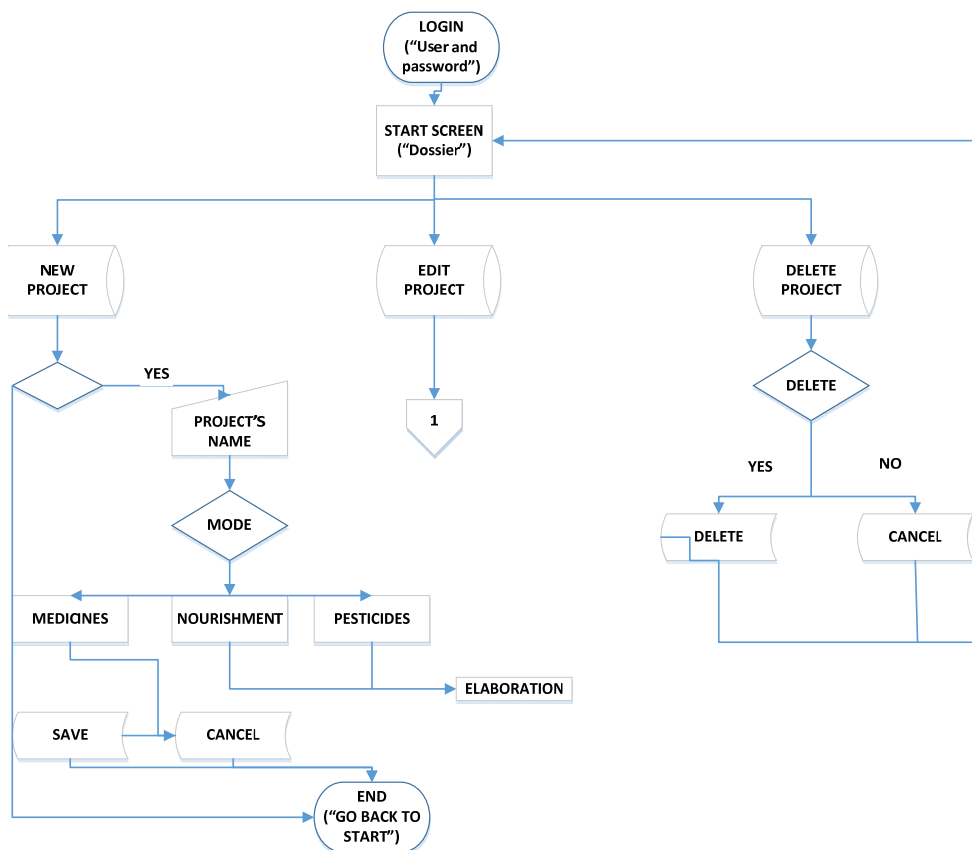 LOGIN
(“User and
password”)
START SCREEN
(“Dossier”)
NEW
PROJECT
EDIT
PROJECT
DELETE
PROJECT
YES
PROJECT’S
NAME
1
DELETE
YES
NO
MODE
DELETE
CANCEL
MEDICINES
NOURISHMENT
PESTICIDES
ELABORATION
SAVE
CANCEL
END
(“GO BACK TO
START”)